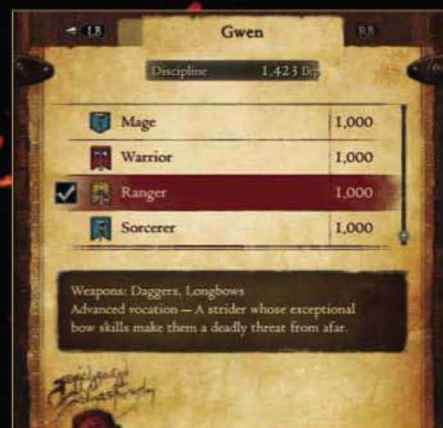 LB Gwen RB
Discipline 1,423 Dcp
Mage 1,000
Warrior 1,000
Ranger 1,000
Sorcerer 1,000
Weapons: Daggers, Longbows
Advanced vocation — A strider whose exceptional
bow skills make them a deadly threat from afar.